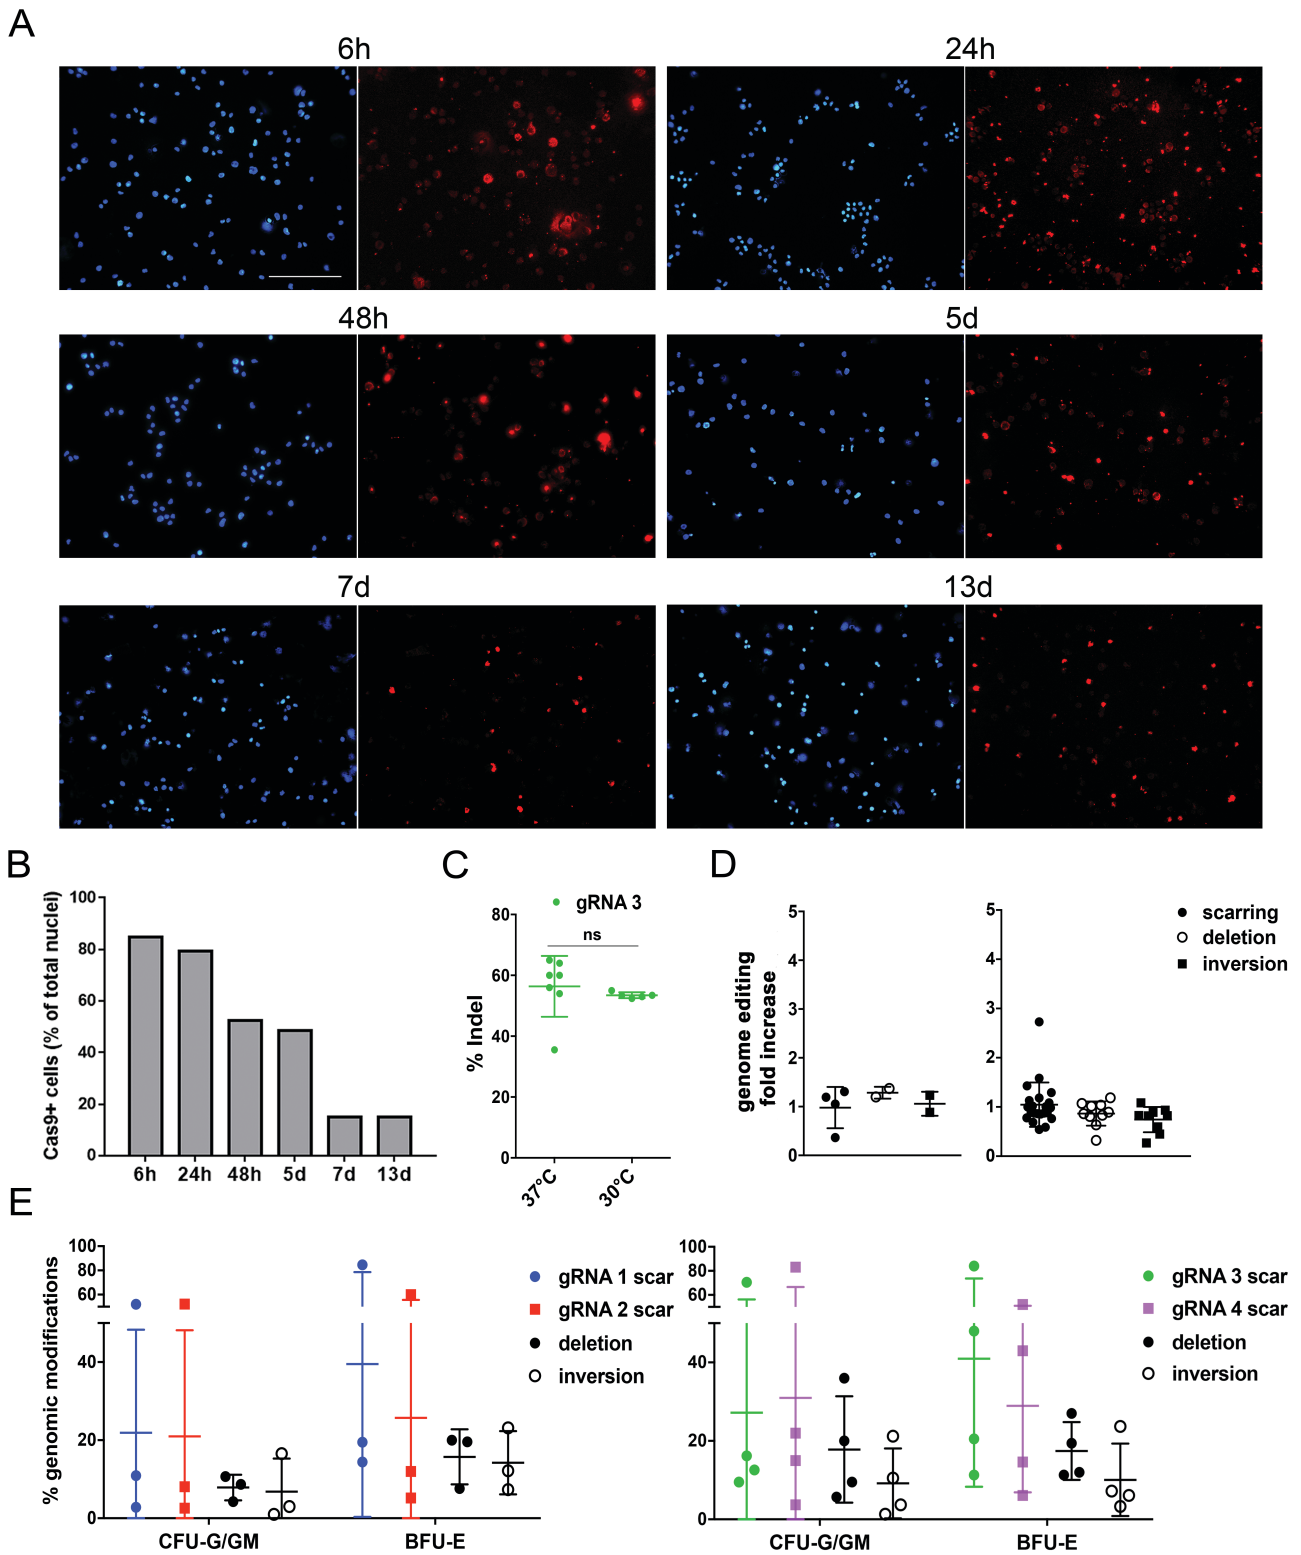 A
6h
24h
48h
5d
7d
13d
B
Cas9+ cells (% of total nuclei)
100
80
60
40
20
0
6h 24h 48h 5d 7d 13d
C
% Indel
gRNA 3
ns
80
60
40
20
0
37°C 30°C
D
genome editing
fold increase
5
4
3
2
1
0
5
4
3
2
1
0
scarring
deletion
inversion
E
% genomic modifications
100
80
60
40
20
0
CFU-G/GM BFU-E
gRNA 1 scar
gRNA 2 scar
deletion
inversion
100
80
60
40
20
0
CFU-G/GM BFU-E
gRNA 3 scar
gRNA 4 scar
deletion
inversion